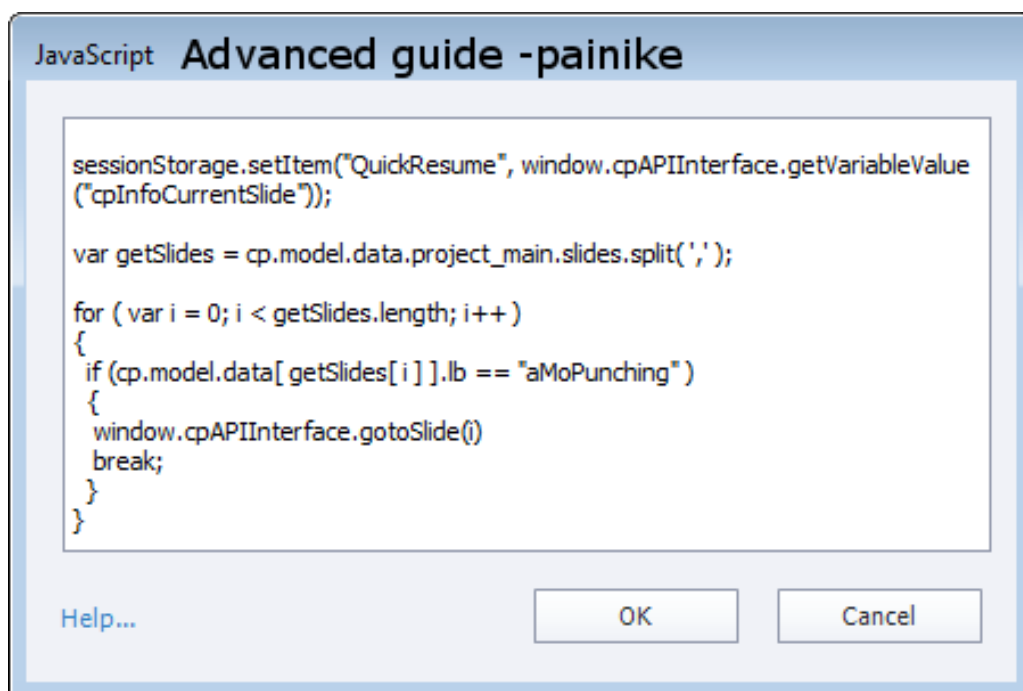 JavaScript Advanced guide -painike
sessionStorage.setItem("QuickResume", window.cpAPIInterface.getVariableValue
("cpInfoCurrentSlide"));
var getSlides = cp.model.data.project_main.slides.split( ',' );
for ( var i = 0; i < getSlides.length; i++ )
{
if (cp.model.data[ getSlides[ i ] ].lb == "aMoPunching" )
{
window.cpAPIInterface.gotoSlide(i)
break;
}
}
Help...
OK
Cancel